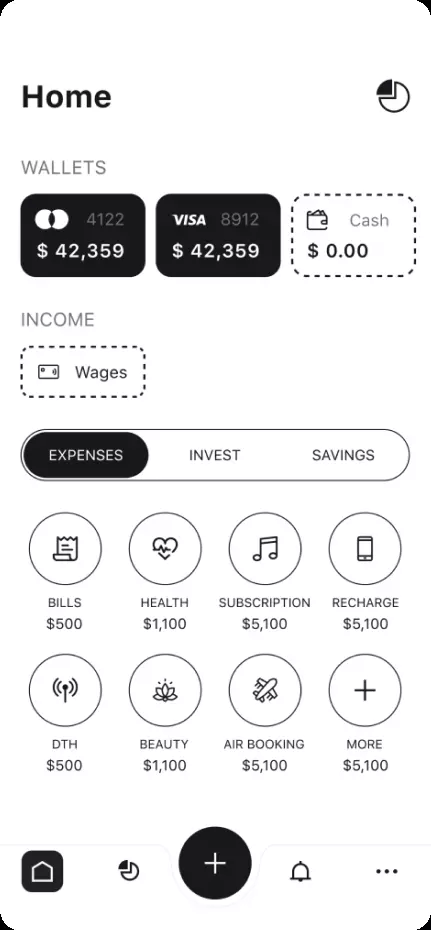 Home
WALLETS
4122
$ 42,359
VISA 8912
$ 42,359
Cash
$ 0.00
INCOME
Wages
EXPENSES INVEST SAVINGS
BILLS HEALTH SUBSCRIPTION RECHARGE
$500 $1,100 $5,100 $5,100
DTH BEAUTY AIR BOOKING MORE
$500 $1,100 $5,100 $5,100